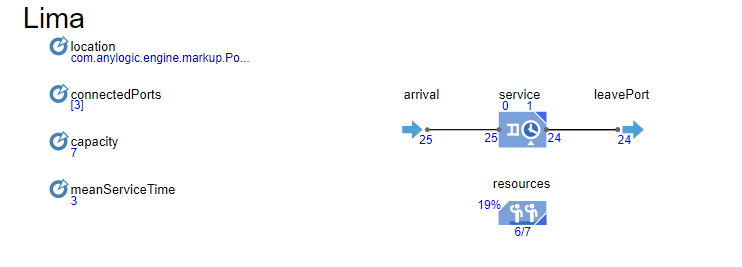 Lima
location
com.anylogic.engine.markup.Po...
connectedPorts
[3]
capacity
7
meanServiceTime
3
arrival
service
leavePort
0 1
25
25
24
24
resources
19%
6/7